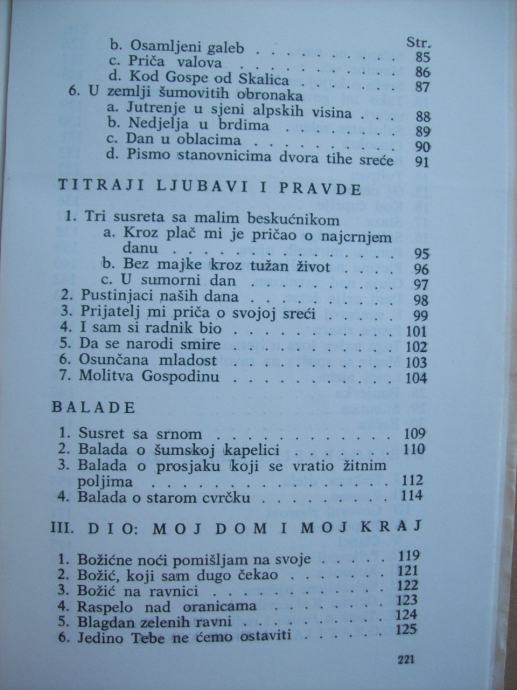 Str.
b. Osamljeni galeb . . . . . . . . . 85
c. Priča valova . . . . . . . . . . 86
d. Kod Gospe od Skalica . . . . . . . 87
6. U zemlji šumovitih obronaka
a. Jutrenje u sjeni alpskih visina . . . 88
b. Nedjelja u brdima . . . . . . . . 89
c. Dan u oblacima . . . . . . . . . 90
d. Pismo stanovnicima dvora tihe sreće 91
TITRAJI LJUBAVI I PRAVDE
1. Tri susreta sa malim beskućnikom
a. Kroz plač mi je pričao o najcrnjem
danu . . . . . . . . . . . . 95
b. Bez majke kroz tužan život . . . . 96
c. U sumorni dan . . . . . . . . . 97
2. Pustinjaci naših dana . . . . . . . . . 98
3. Prijatelj mi priča o svojoj sreći . . . . . 99
4. I sam si radnik bio . . . . . . . . . . 101
5. Da se narodi smire . . . . . . . . . . 102
6. Osunčana mladost . . . . . . . . . . 103
7. Molitva Gospodinu . . . . . . . . . . 104
BALADE
1. Susret sa srnom . . . . . . . . . . . 109
2. Balada o šumskoj kapelici . . . . . . . 110
3. Balada o prosjaku koji se vratio žitnim
poljima . . . . . . . . . . . . . . 112
4. Balada o starom cvrčku . . . . . . . . 114
III. DIO: MOJ DOM I MOJ KRAJ
1. Božićne noći pomišljam na svoje . . . . . 119
2. Božić, koji sam dugo čekao . . . . . . . 121
3. Božić na ravnici . . . . . . . . . . . 122
4. Raspelo nad oranicama . . . . . . . . 123
5. Blagdan zelenih ravni . . . . . . . . . 124
6. Jedino Tebe ne ćemo ostaviti . . . . . . 125
221